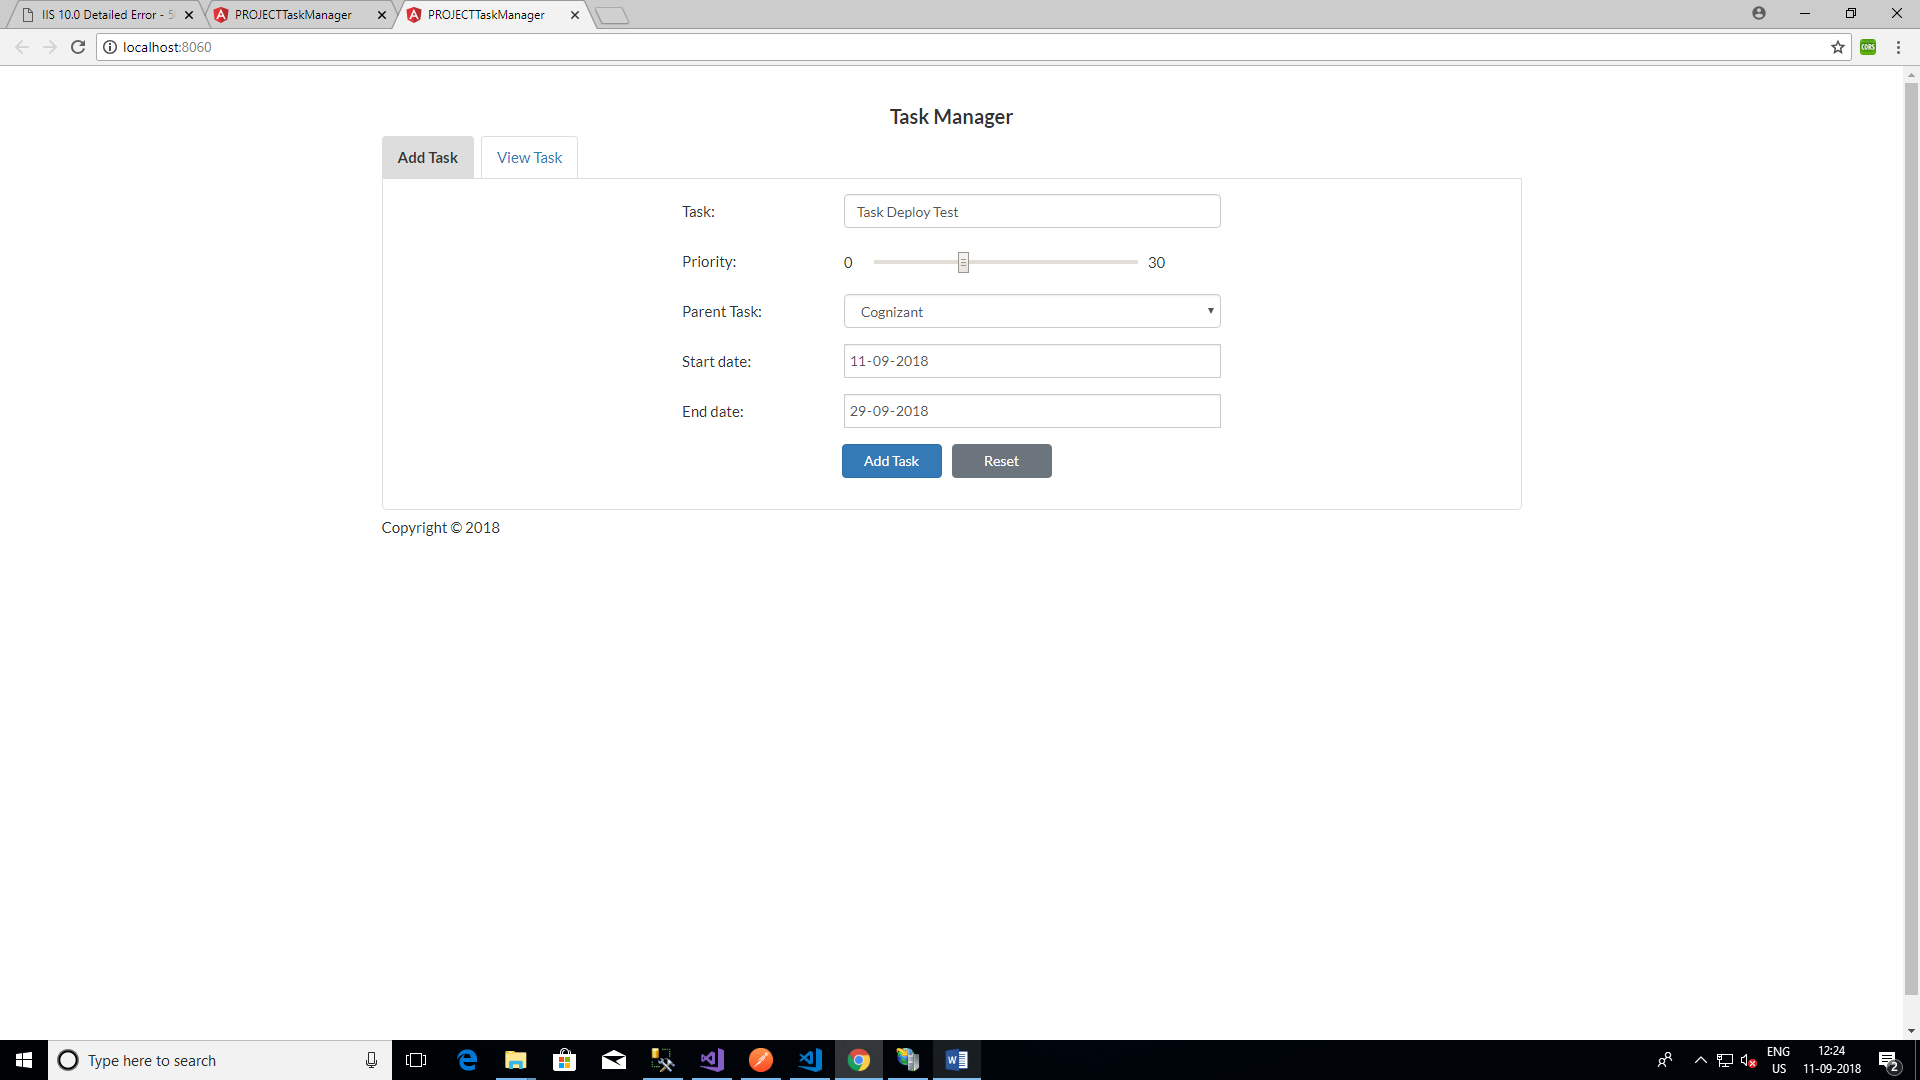 IIS 10.0 Detailed Error - 5
PROJECTTaskManager
PROJECTTaskManager
localhost:8060
CORS
Task Manager
Add Task
View Task
Task:
Task Deploy Test
Priority:
0
30
Parent Task:
Cognizant
Start date:
11-09-2018
End date:
29-09-2018
Add Task
Reset
Copyright © 2018
Type here to search
ENG
US
12:24
11-09-2018
2